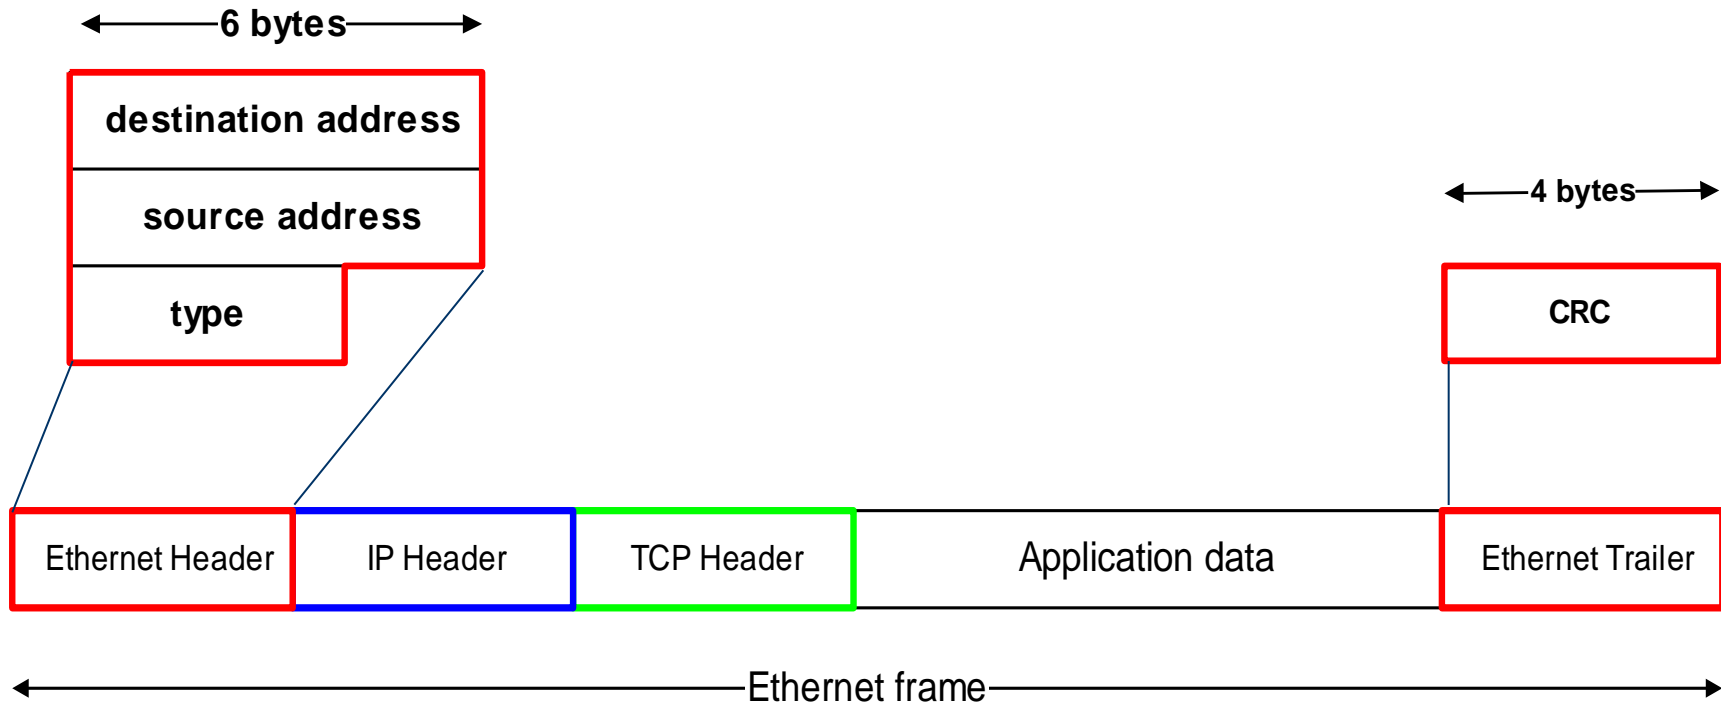 6 bytes
destination address
source address
type
4 bytes
CRC
Ethernet Header
IP Header
TCP Header
Application data
Ethernet Trailer
Ethernet frame